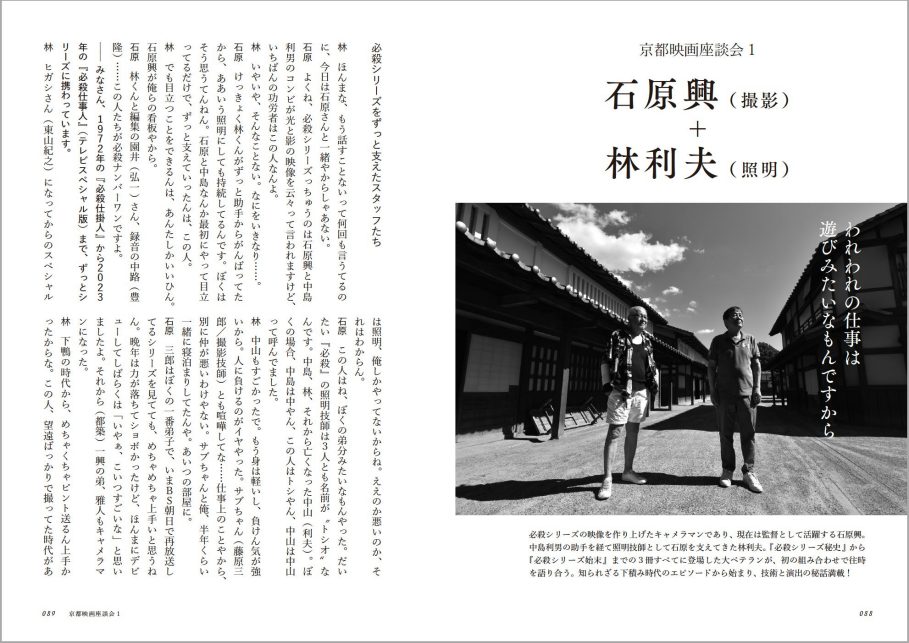 京都映画座談会1
石原興（撮影）
＋
林利夫（照明）
われわれの仕事は
遊びみたいなもんですから
必殺シリーズの映像を作り上げたキャメラマンであり、現在は監督として活躍する石原興。
中島利男の助手を経て照明技師として石原を支えてきた林利夫。『必殺シリーズ秘史』から
『必殺シリーズ始末』までの3冊すべてに登場した大ベテランが、初の組み合わせで往時
を語り合う。知られざる下積み時代のエピソードから始まり、技術と演出の秘話満載！
088
必殺シリーズをずっと支えたスタッフたち
林　ほんまな、もう話すことないって何回も言うてるの
に、今日は石原さんと一緒やからしゃあない。
石原　よくね、必殺シリーズっちゅうのは石原興と中島
利男のコンビが光と影の映像を云々って言われますけど、
いちばんの功労者はこの人なんよ。
林　いやいや、そんなことない。なにをいきなり……。
石原　けっきょく林くんがずっと助手からがんばってた
から、ああいう照明にしても持続してるんです。ぼくは
そう思うてんねん。石原と中島なんか最初にやって目立
ってるだけで、ずっと支えていったんは、この人。
林　でも目立つことをできるんは、あんたしかいいひん。
石原興が俺らの看板やから。
石原　林くんと編集の園井（弘一）さん、録音の中路（豊
隆）……この人たちが必殺ナンバーワンですよ。
── みなさん、1972年の『必殺仕掛人』から2023
年の『必殺仕事人』（テレビスペシャル版）まで、ずっとシ
リーズに携わっています。
林　ヒガシさん（東山紀之）になってからのスペシャル
は照明、俺しかやってないからね。ええのか悪いのか、そ
れはわからん。
石原　この人はね、ぼくの弟分みたいなもんやった。だい
たい『必殺』の照明技師は3人とも名前が“トシオ”な
んです。中島、林、それから亡くなった中山（利夫）。ぼ
くの場合、中島は中やん、この人はトシやん、中山は中山
って呼んでました。
林　中山もすごかったで。もう身は軽いし、負けん気が強
いから。人に負けるのがイヤやった。サブちゃん（藤原三
郎／撮影技師）とも喧嘩してな……仕事上のことやから、
別に仲が悪いわけやない。サブちゃんと俺、半年くらい
一緒に寝泊まりしてたんや。あいつの部屋に。
石原　三郎はぼくの一番弟子で、いまBS朝日で再放送し
てるシリーズを見てても、めちゃめちゃ上手いと思うね
ん。晩年は力が落ちてショボかったけど、ほんまにデビ
ューしてしばらくは「いやぁ、こいつすごいな」と思い
ましたよ。それから（都築）一興の弟、雅人もキャメラマ
ンになった。
林　下鴨の時代から、めちゃくちゃピント送るん上手か
ったからな。この人、望遠ばっかりで撮ってた時代があ
089　京都映画座談会1